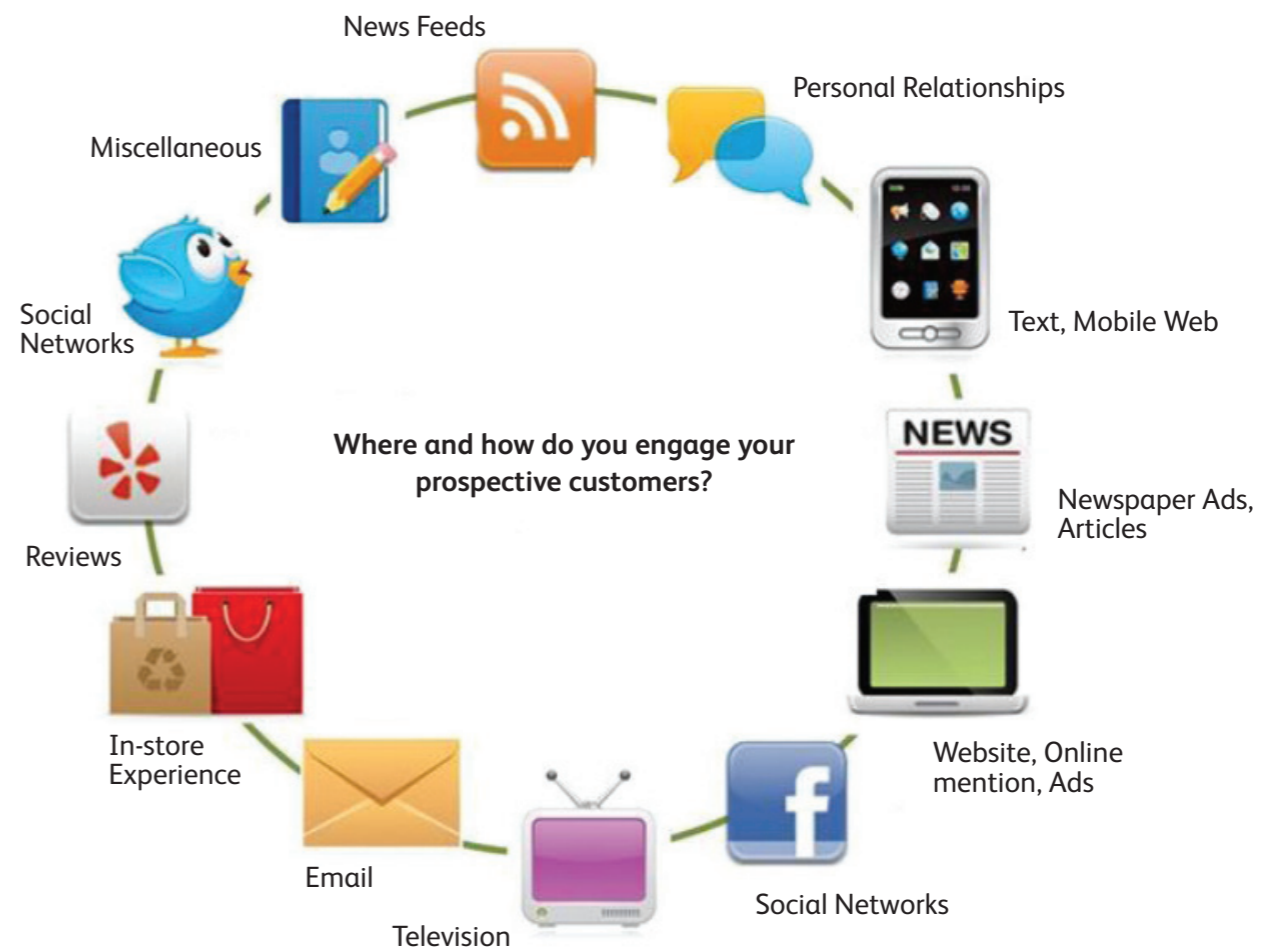 News Feeds
Personal Relationships
Miscellaneous
Social
Networks
Text, Mobile Web
NEWS
Where and how do you engage your
prospective customers?
Newspaper Ads,
Articles
Reviews
In-store
Experience
Website, Online
mention, Ads
f
Email
Social Networks
Television